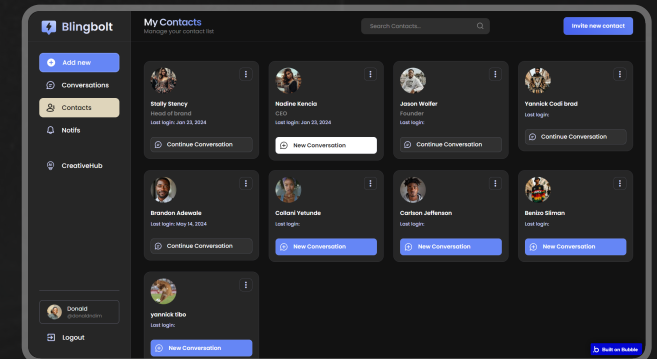 Blingbolt
My Contacts
Manage your contact list
Search Contacts...
Invite new contact
Add new
Conversations
Contacts
Notifs
CreativeHub
Stally Stency
Head of brand
Last login: Jan 23, 2024
Continue Conversation
Nadine Kencia
CEO
Last login: Jan 23, 2024
New Conversation
Jason Wolfer
Founder
Last login:
Continue Conversation
Yannick Codi brad
Last login:
Continue Conversation
Brandon Adewale
Last login: May 14, 2024
Continue Conversation
Collani Yetunde
Last login:
New Conversation
Carlson Jeffenson
Last login:
New Conversation
Benizo Sliman
Last login:
New Conversation
yannick tibo
Last login:
New Conversation
Donald
Logout
Built on Bubble